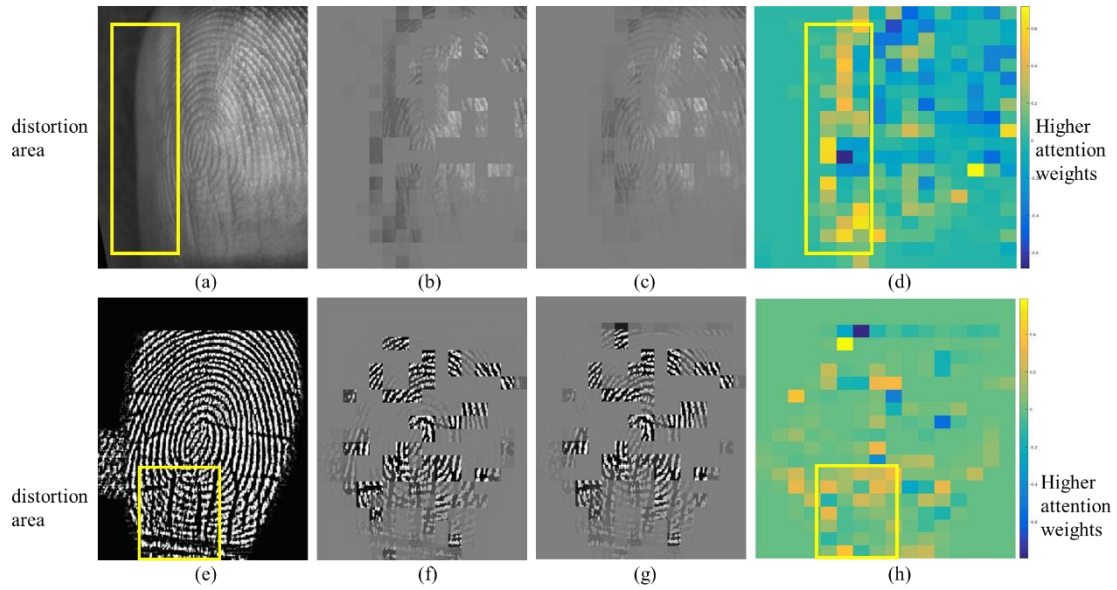 distortion
area
Higher
attention
weights
(a)
(b)
(c)
(d)
distortion
area
Higher
attention
weights
(e)
(f)
(g)
(h)